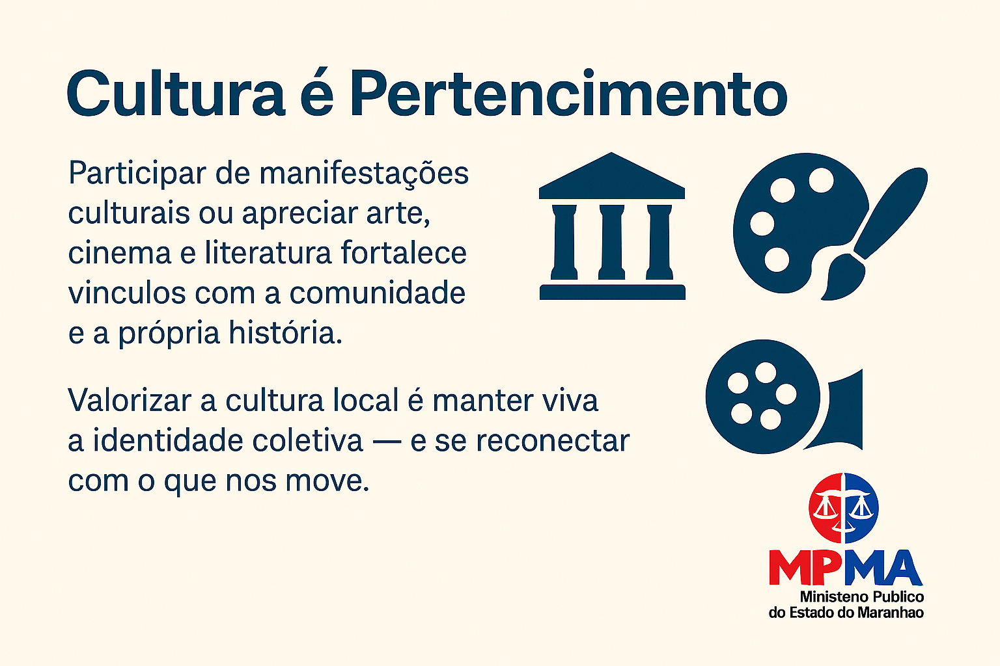 Cultura é Pertencimento
Participar de manifestações
culturais ou apreciar arte,
cinema e literatura fortalece
vinculos com a comunidade
e a própria história.
Valorizar a cultura local é manter viva
a identidade coletiva — e se reconectar
com o que nos move.
MPMA
Ministeno Publico
do Estado do Maranhao